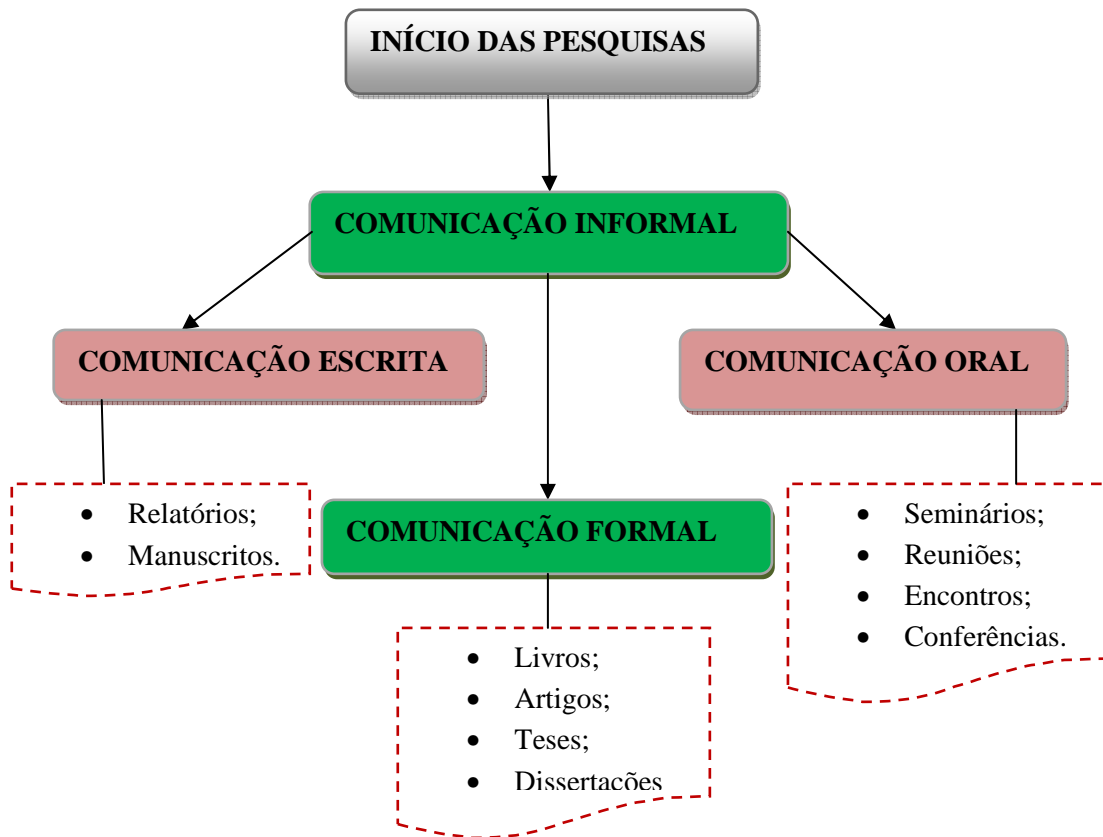 INÍCIO DAS PESQUISAS
COMUNICAÇÃO INFORMAL
COMUNICAÇÃO ESCRITA
COMUNICAÇÃO ORAL
• Relatórios;
• Manuscritos.
COMUNICAÇÃO FORMAL
• Seminários;
• Reuniões;
• Encontros;
• Conferências.
• Livros;
• Artigos;
• Teses;
• Dissertações